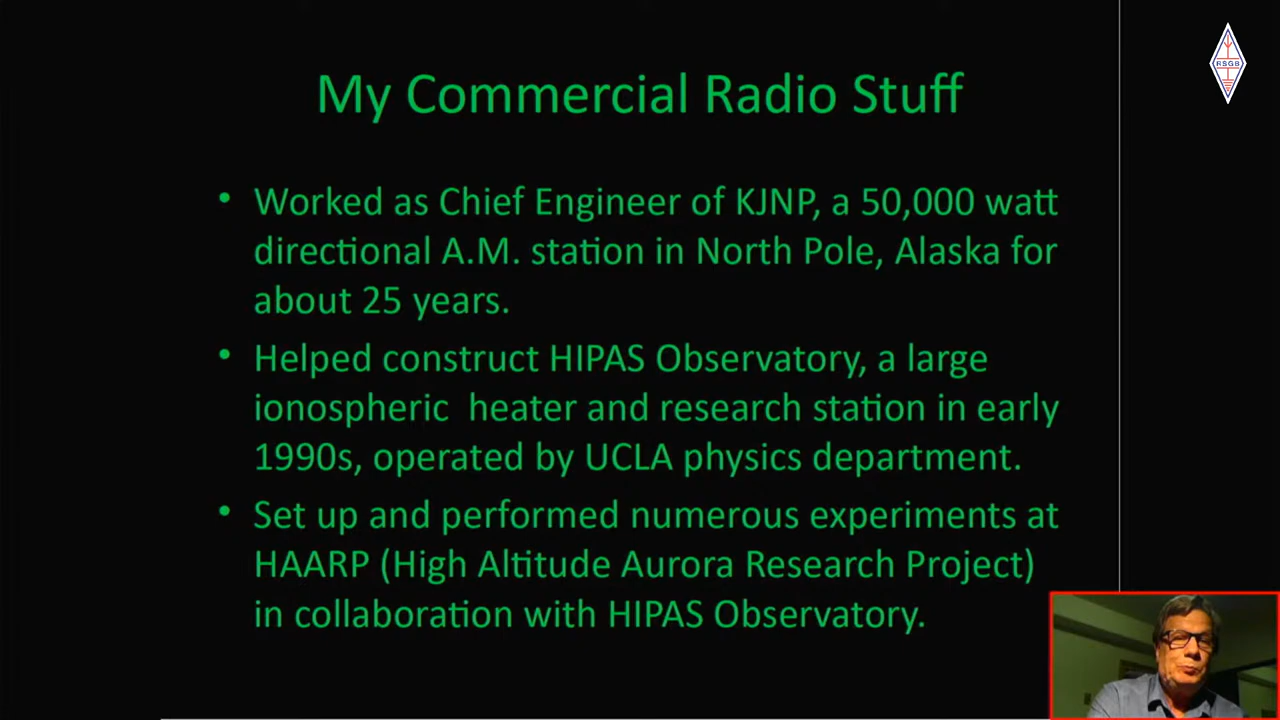 RSGB
My Commercial Radio Stuff
• Worked as Chief Engineer of KJNP, a 50,000 watt
directional A.M. station in North Pole, Alaska for
about 25 years.
• Helped construct HIPAS Observatory, a large
ionospheric heater and research station in early
1990s, operated by UCLA physics department.
• Set up and performed numerous experiments at
HAARP (High Altitude Aurora Research Project)
in collaboration with HIPAS Observatory.